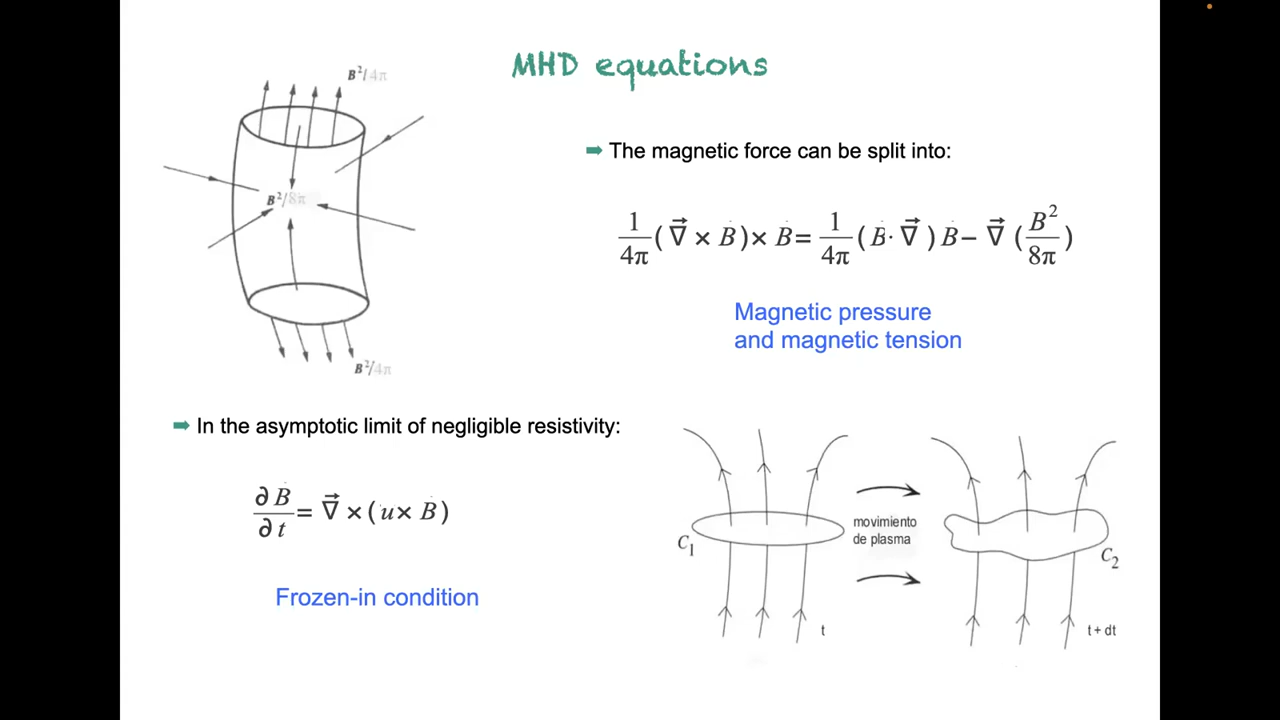 MHD equations
B²/4π
➡ The magnetic force can be split into:
B²/8π
1/4π (∇⃗ × B) × B = 1/4π (B · ∇⃗) B − ∇⃗ (B²/8π)
Magnetic pressure
and magnetic tension
B²/4π
➡ In the asymptotic limit of negligible resistivity:
∂B/∂t = ∇⃗ × (u × B)
Frozen-in condition
C₁
movimiento
de plasma
C₂
t
t + dt